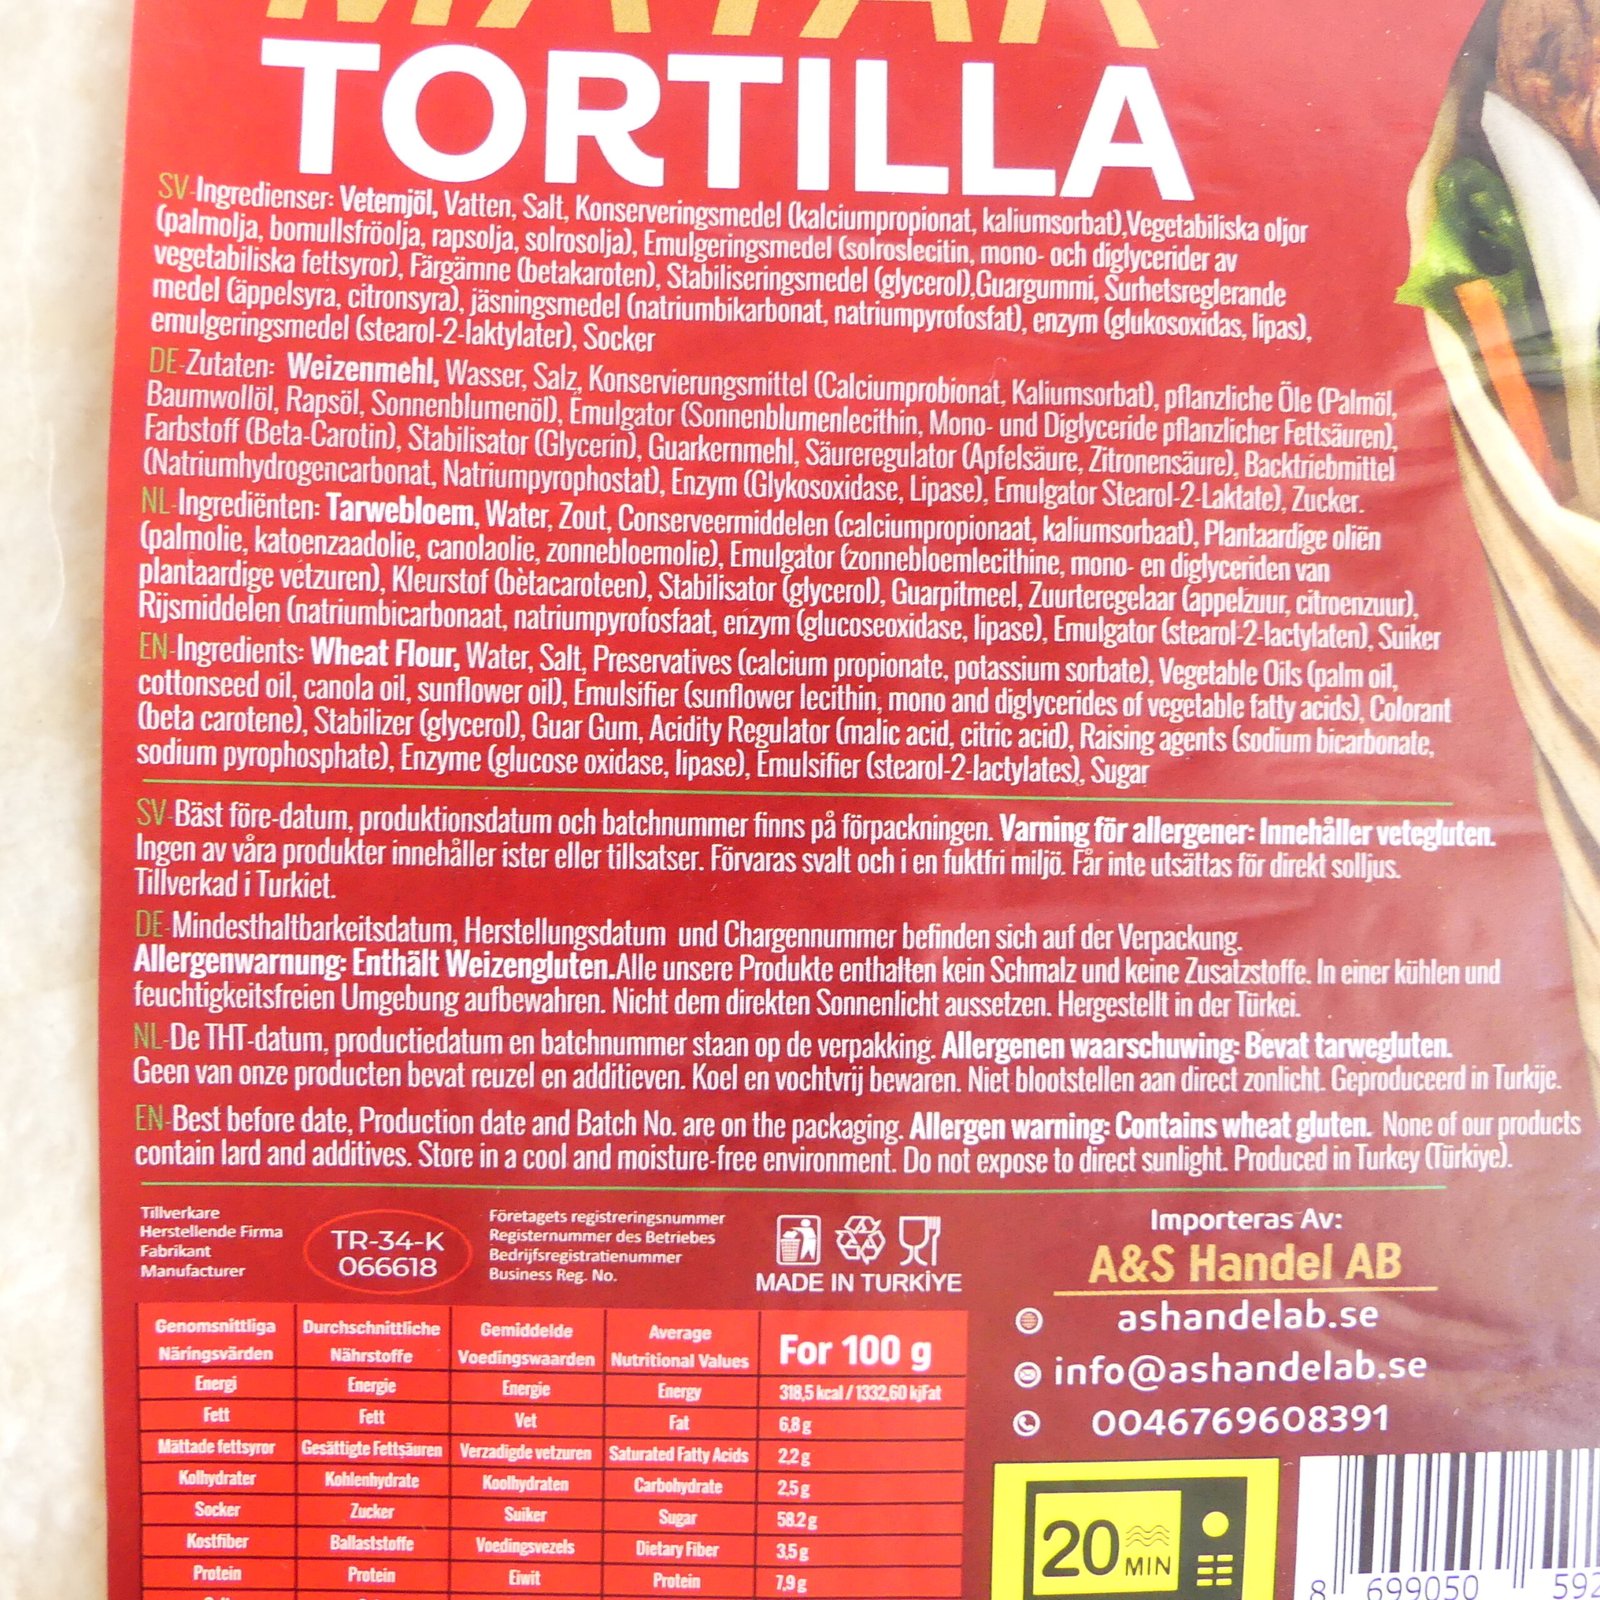 TORTILLA
SV-Ingredienser: Vetemjöl, Vatten, Salt, Konserveringsmedel (kalciumpropionat, kaliumsorbat),Vegetabiliska oljor
(palmolja, bomullsfröolja, rapsolja, solrosolja), Emulgeringsmedel (solroslecitin, mono- och diglycerider av
vegetabiliska fettsyror), Färgämne (betakaroten), Stabiliseringsmedel (glycerol),Guargummi, Surhetsreglerande
medel (äppelsyra, citronsyra), jäsningsmedel (natriumbikarbonat, natriumpyrofosfat), enzym (glukosoxidas, lipas),
emulgeringsmedel (stearol-2-laktylater), Socker
DE-Zutaten: Weizenmehl, Wasser, Salz, Konservierungsmittel (Calciumprobionat, Kaliumsorbat), pflanzliche Öle (Palmöl,
Baumwollöl, Rapsöl, Sonnenblumenöl), Emulgator (Sonnenblumenlecithin, Mono- und Diglyceride pflanzlicher Fettsäuren),
Farbstoff (Beta-Carotin), Stabilisator (Glycerin), Guarkernmehl, Säureregulator (Apfelsäure, Zitronensäure), Backtriebmittel
(Natriumhydrogencarbonat, Natriumpyrophostat), Enzym (Glykosoxidase, Lipase), Emulgator Stearol-2-Laktate), Zucker.
NL-Ingrediënten: Tarwebloem, Water, Zout, Conserveermiddelen (calciumpropionaat, kaliumsorbaat), Plantaardige oliën
(palmolie, katoenzaadolie, canolaolie, zonnebloemolie), Emulgator (zonnebloemlecithine, mono- en diglyceriden van
plantaardige vetzuren), Kleurstof (bètacaroteen), Stabilisator (glycerol), Guarpitmeel, Zuurteregelaar (appelzuur, citroenzuur),
Rijsmiddelen (natriumbicarbonaat, natriumpyrofosfaat, enzym (glucoseoxidase, lipase), Emulgator (stearol-2-lactylaten), Suiker
EN-Ingredients: Wheat Flour, Water, Salt, Preservatives (calcium propionate, potassium sorbate), Vegetable Oils (palm oil,
cottonseed oil, canola oil, sunflower oil), Emulsifier (sunflower lecithin, mono and diglycerides of vegetable fatty acids), Colorant
(beta carotene), Stabilizer (glycerol), Guar Gum, Acidity Regulator (malic acid, citric acid), Raising agents (sodium bicarbonate,
sodium pyrophosphate), Enzyme (glucose oxidase, lipase), Emulsifier (stearol-2-lactylates), Sugar
SV-Bäst före-datum, produktionsdatum och batchnummer finns på förpackningen. Varning för allergener: Innehåller vetegluten.
Ingen av våra produkter innehåller ister eller tillsatser. Förvaras svalt och i en fuktfri miljö. Får inte utsättas för direkt solljus.
Tillverkad i Turkiet.
DE-Mindesthaltbarkeitsdatum, Herstellungsdatum und Chargennummer befinden sich auf der Verpackung.
Allergenwarnung: Enthält Weizengluten.Alle unsere Produkte enthalten kein Schmalz und keine Zusatzstoffe. In einer kühlen und
feuchtigkeitsfreien Umgebung aufbewahren. Nicht dem direkten Sonnenlicht aussetzen. Hergestellt in der Türkei.
NL-De THT-datum, productiedatum en batchnummer staan op de verpakking. Allergenen waarschuwing: Bevat tarwegluten.
Geen van onze producten bevat reuzel en additieven. Koel en vochtvrij bewaren. Niet blootstellen aan direct zonlicht. Geproduceerd in Turkije.
EN-Best before date, Production date and Batch No. are on the packaging. Allergen warning: Contains wheat gluten. None of our products
contain lard and additives. Store in a cool and moisture-free environment. Do not expose to direct sunlight. Produced in Turkey (Türkiye).
Tillverkare
Herstellende Firma
Fabrikant
Manufacturer
TR-34-K
066618
Företagets registreringsnummer
Registernummer des Betriebes
Bedrijfsregistratienummer
Business Reg. No.
MADE IN TURKİYE
Importeras Av:
A&S Handel AB
ashandelab.se
info@ashandelab.se
0046769608391
Genomsnittliga Näringsvärden Durchschnittliche Nährstoffe Gemiddelde Voedingswaarden Average Nutritional Values For 100 g
Energi Energie Energie Energy 318,5 kcal / 1332,60 kjFat
Fett Fett Vet Fat 6,8 g
Mättade fettsyror Gesättigte Fettsäuren Verzadigde vetzuren Saturated Fatty Acids 2,2 g
Kolhydrater Kohlenhydrate Koolhydraten Carbohydrate 2,5 g
Socker Zucker Suiker Sugar 58.2 g
Kostfiber Ballaststoffe Voedingsvezels Dietary Fiber 3,5 g
Protein Protein Eiwit Protein 7,9 g
20 MIN
8 699050 592